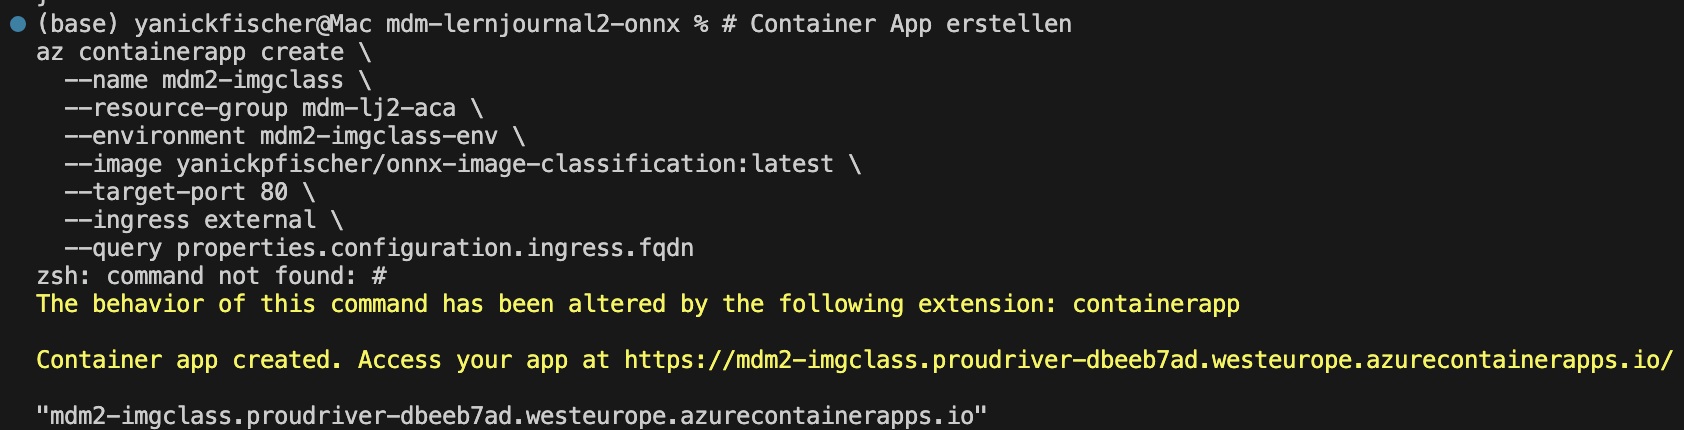 (base) yanickfischer@Mac mdm-lernjournal2-onnx % # Container App erstellen
az containerapp create \
  --name mdm2-imgclass \
  --resource-group mdm-lj2-aca \
  --environment mdm2-imgclass-env \
  --image yanickpfischer/onnx-image-classification:latest \
  --target-port 80 \
  --ingress external \
  --query properties.configuration.ingress.fqdn
zsh: command not found: #
The behavior of this command has been altered by the following extension: containerapp
Container app created. Access your app at https://mdm2-imgclass.proudriver-dbeeb7ad.westeurope.azurecontainerapps.io/
"mdm2-imgclass.proudriver-dbeeb7ad.westeurope.azurecontainerapps.io"